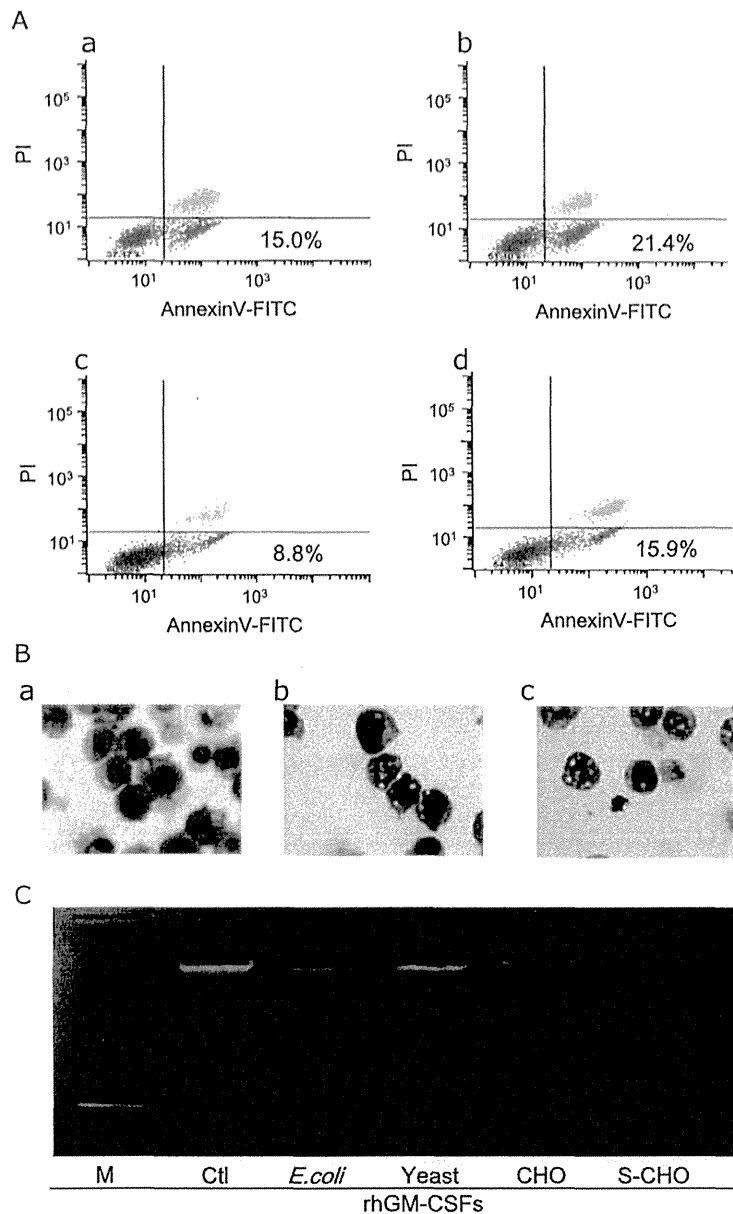 A
a
b
PI
10⁵
10³
10¹
15.0%
10¹
10³
AnnexinV-FITC
PI
10⁵
10³
10¹
21.4%
10¹
10³
AnnexinV-FITC
c
d
PI
10⁵
10³
10¹
8.8%
10¹
10³
AnnexinV-FITC
PI
10⁵
10³
10¹
15.9%
10¹
10³
AnnexinV-FITC
B
a
b
c
C
M Ctl E.coli Yeast CHO S-CHO
rhGM-CSFs